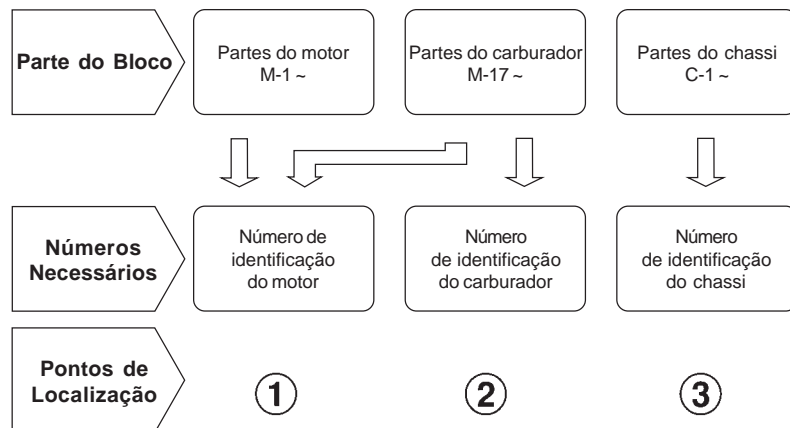 Parte do Bloco
Partes do motor
M-1 ~
Partes do carburador
M-17 ~
Partes do chassi
C-1 ~
Números
Necessários
Número de
identificação
do motor
Número
de identificação
do carburador
Número
de identificação
do chassi
Pontos de
Localização
1
2
3